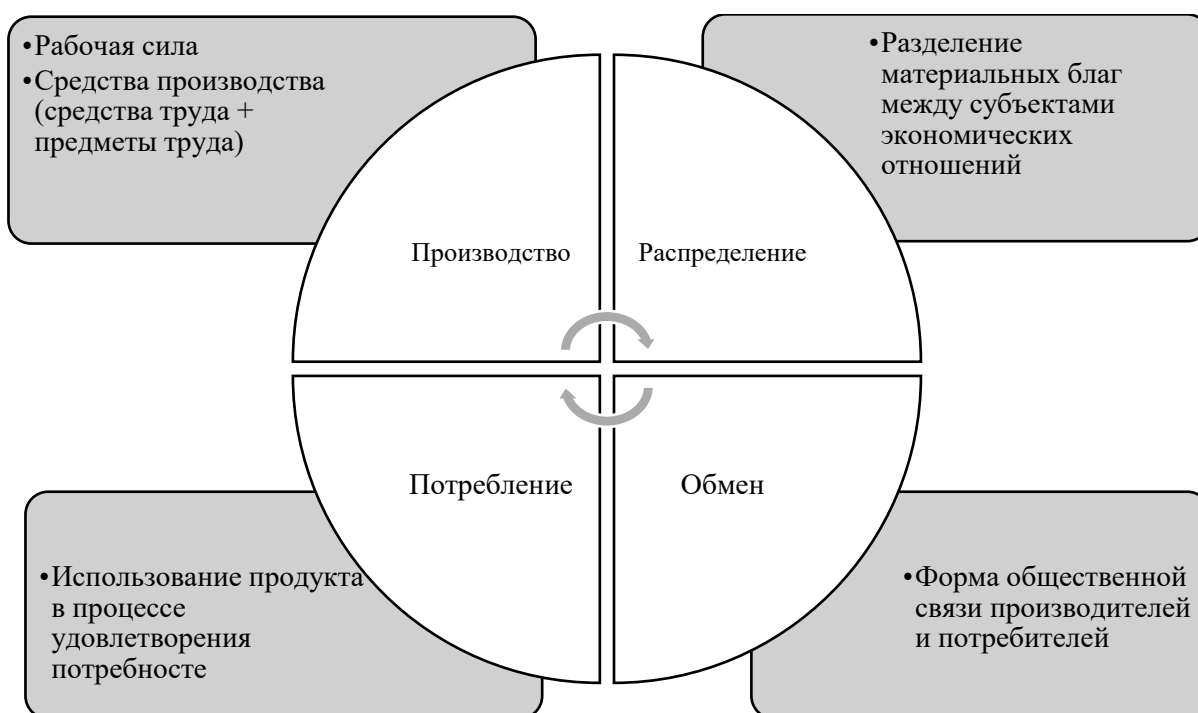 •Рабочая сила
•Средства производства
(средства труда +
предметы труда)
•Разделение
материальных благ
между субъектами
экономических
отношений
Производство
Распределение
Потребление
Обмен
•Использование продукта
в процессе
удовлетворения
потребносте
•Форма общественной
связи производителей
и потребителей